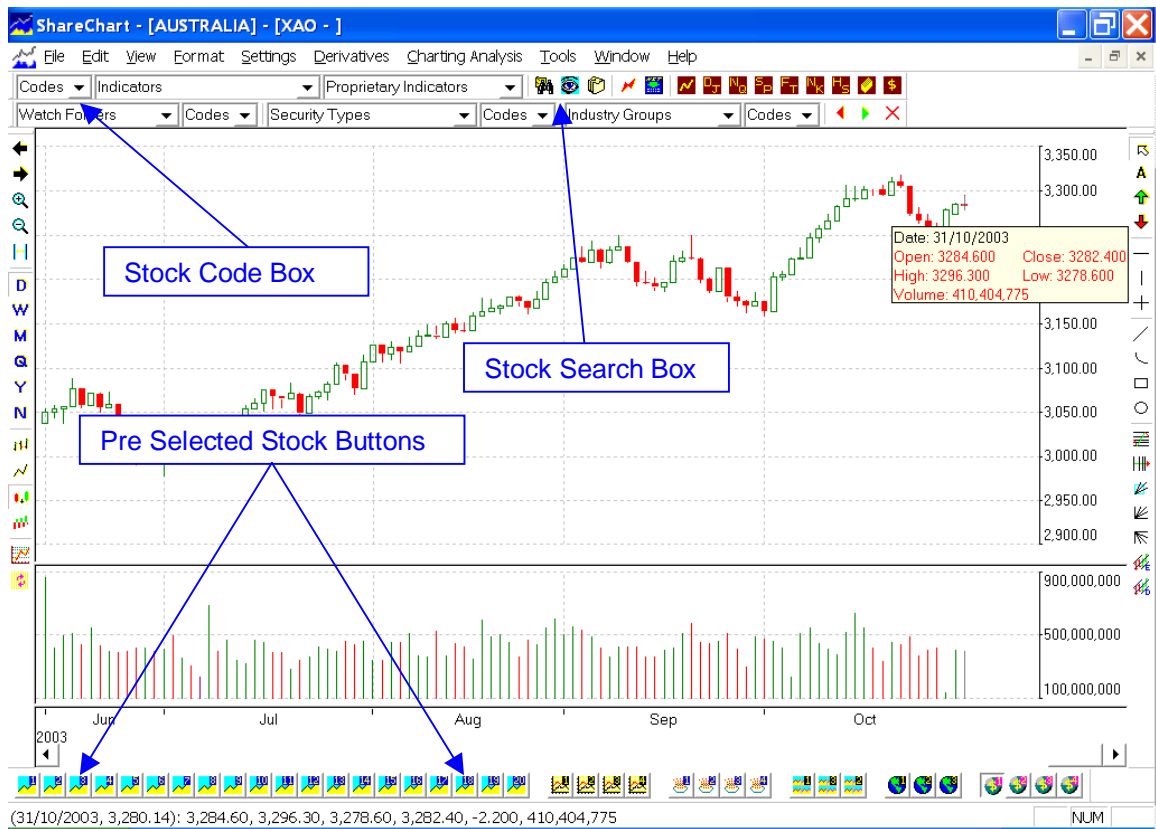 ShareChart - [AUSTRALIA] - [XAO - ]
File Edit View Format Settings Derivatives Charting Analysis Tools Window Help
Codes Indicators Proprietary Indicators
Watch Fo ers Codes Security Types Codes Industry Groups Codes
3,350.00
3,300.00
Date: 31/10/2003
Open: 3284.600 Close: 3282.400
High: 3296.300 Low: 3278.600
Volume: 410,404,775
Stock Code Box
Stock Search Box
Pre Selected Stock Buttons
3,150.00
3,100.00
3,050.00
3,000.00
2,950.00
2,900.00
D
W
M
Q
Y
N
A
900,000,000
500,000,000
100,000,000
Jun Jul Aug Sep Oct
2003
(31/10/2003, 3,280.14): 3,284.60, 3,296.30, 3,278.60, 3,282.40, -2.200, 410,404,775
NUM